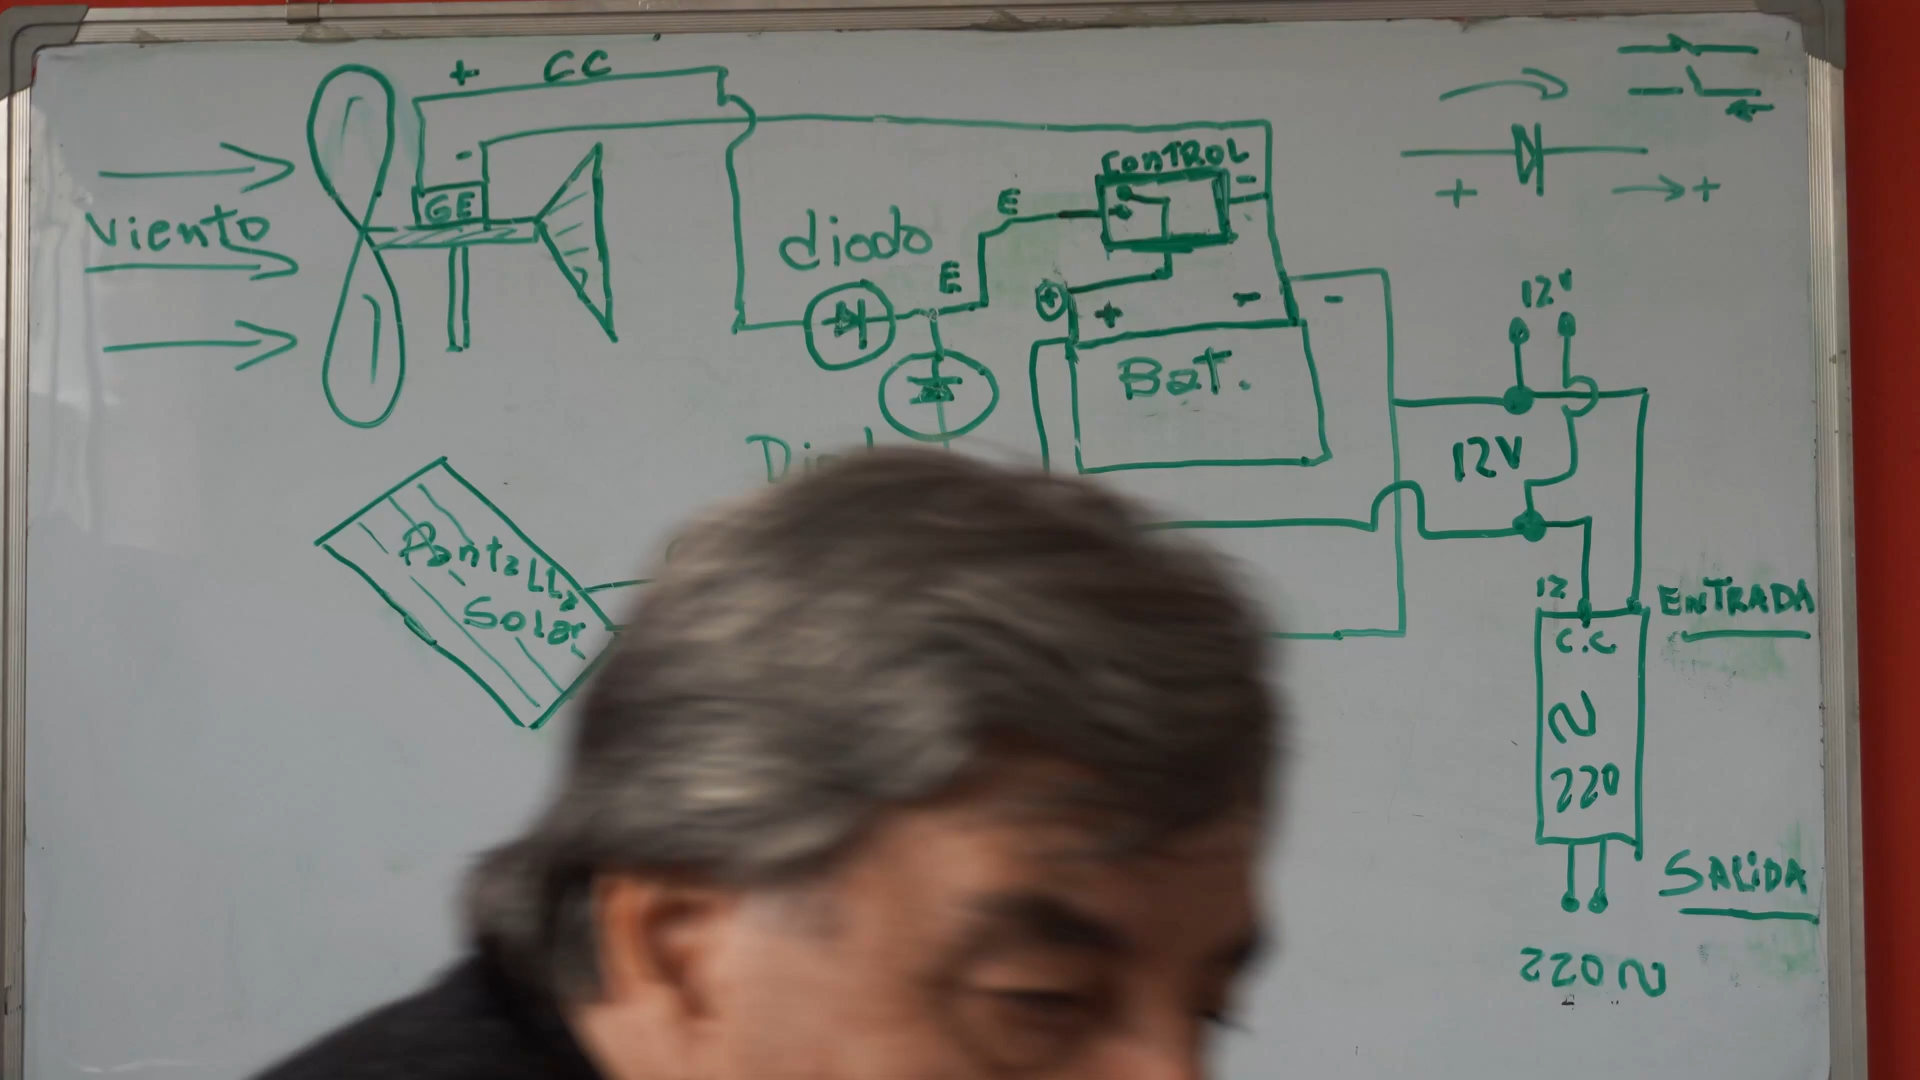 + CC
-
GE
viento
diodo
E
E
CONTROL
-
+
+
-
-
Bat.
+ +
12V
12V
Pantalla
Solar
12
ENTRADA
C.C
220
SALIDA
220